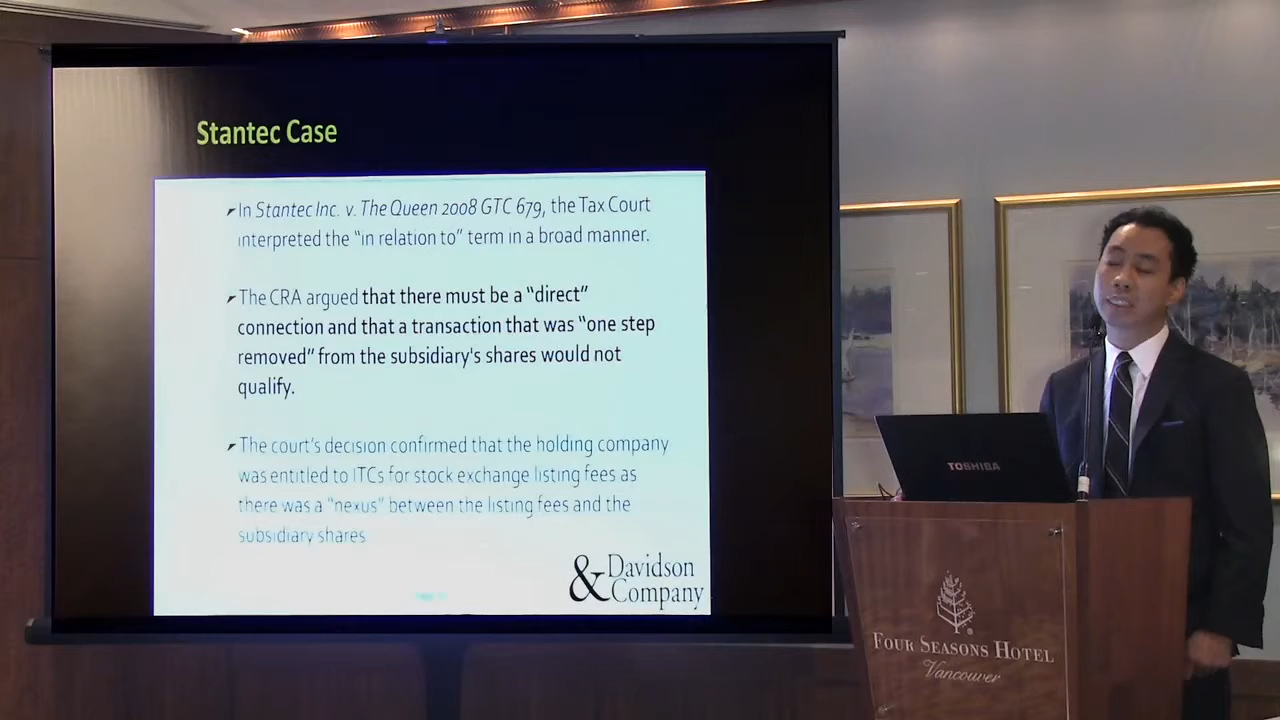 Stantec Case
In Stantec Inc. v. The Queen 2008 GTC 679, the Tax Court
interpreted the "in relation to" term in a broad manner.
The CRA argued that there must be a "direct"
connection and that a transaction that was "one step
removed" from the subsidiary's shares would not
qualify.
The court's decision confirmed that the holding company
was entitled to ITCs for stock exchange listing fees as
there was a "nexus" between the listing fees and the
subsidiary shares
& Davidson
Company
TOSHIBA
FOUR SEASONS HOTEL
Vancouver